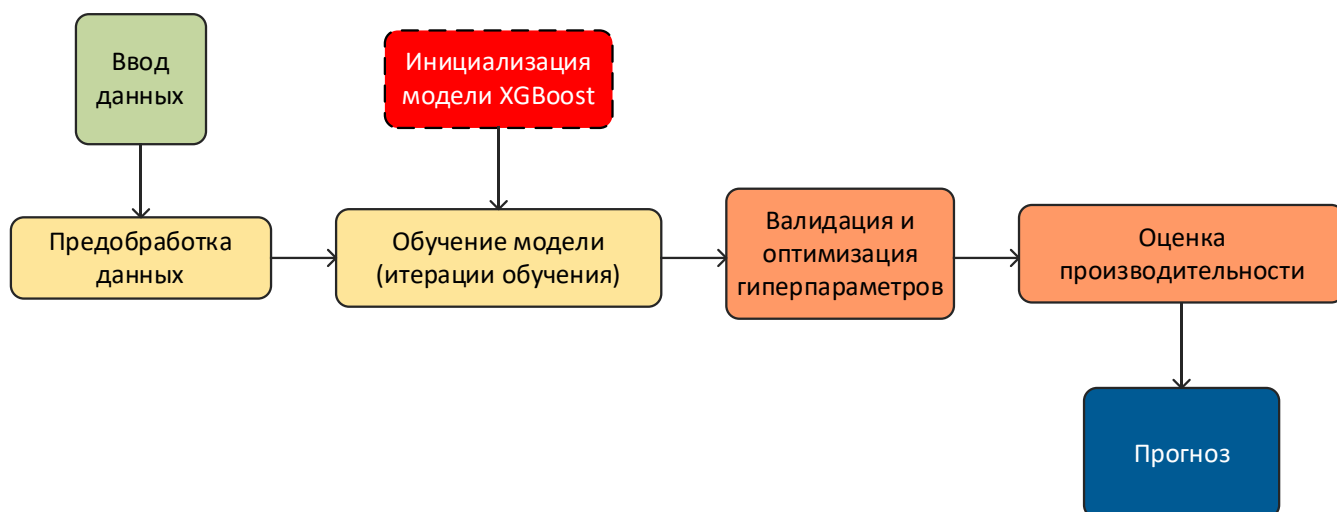 Ввод
данных
Инициализация
модели XGBoost
Предобработка
данных
Обучение модели
(итерации обучения)
Валидация и
оптимизация
гиперпараметров
Оценка
производительности
Прогноз